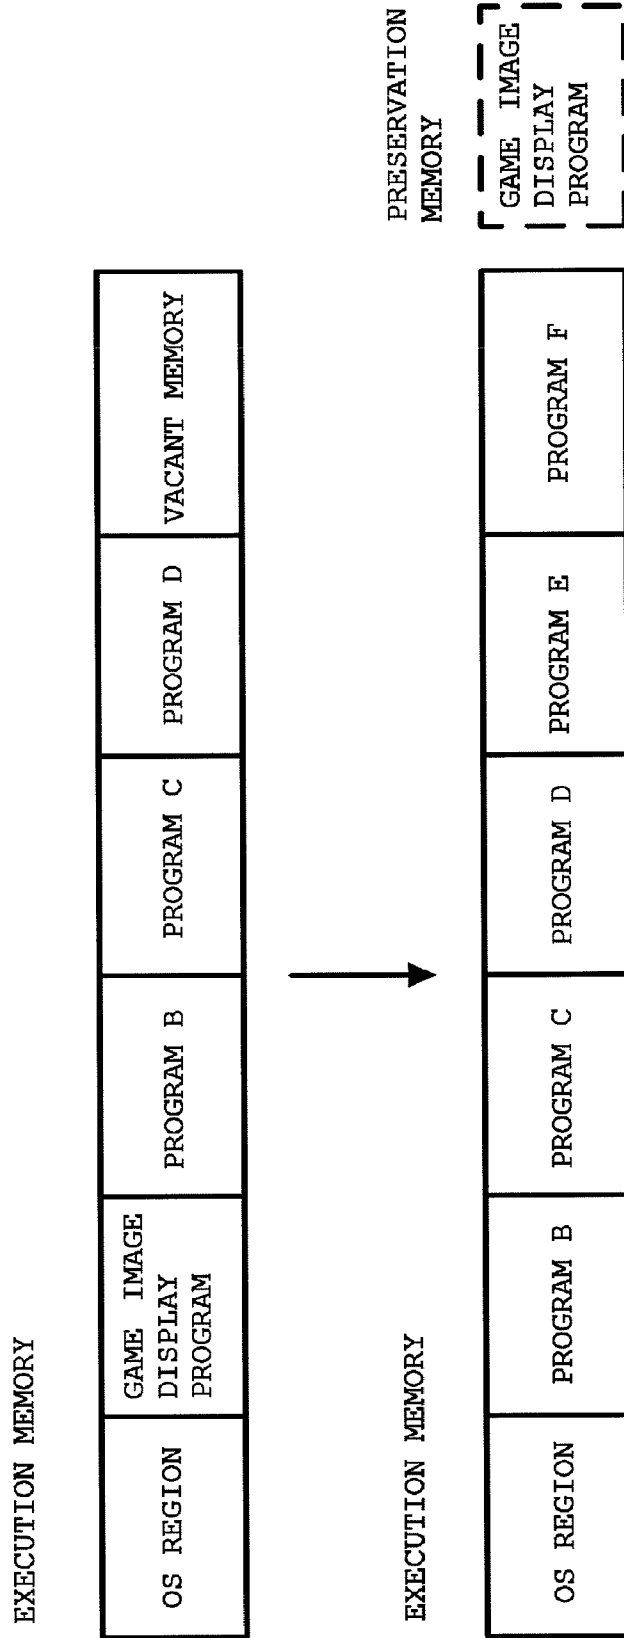 EXECUTION MEMORY
OS REGION
GAME IMAGE
DISPLAY
PROGRAM
PROGRAM B
PROGRAM C
PROGRAM D
VACANT MEMORY
EXECUTION MEMORY
OS REGION
PROGRAM B
PROGRAM C
PROGRAM D
PROGRAM E
PROGRAM F
PRESERVATION
MEMORY
GAME IMAGE
DISPLAY
PROGRAM